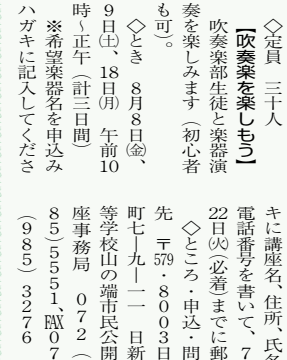 ◇定員　三十人
【吹奏楽を楽しもう】
吹奏楽部生徒と楽器演
奏を楽しみます（初心者
も可）。
◇とき　8月8日㈮、
9日㈯、18日㈪　午前10
時〜正午（計三日間）
※希望楽器名を申込み
ハガキに記入してくださ
キに講座名、住所、氏名
電話番号を書いて、7
22日㈫（必着）までに郵
◇ところ・申込・問
先　〒579・8003日
町七―九―一一　日新
等学校山の端市民公開
座事務局　072（
85）5551、FAX07
（985）3276